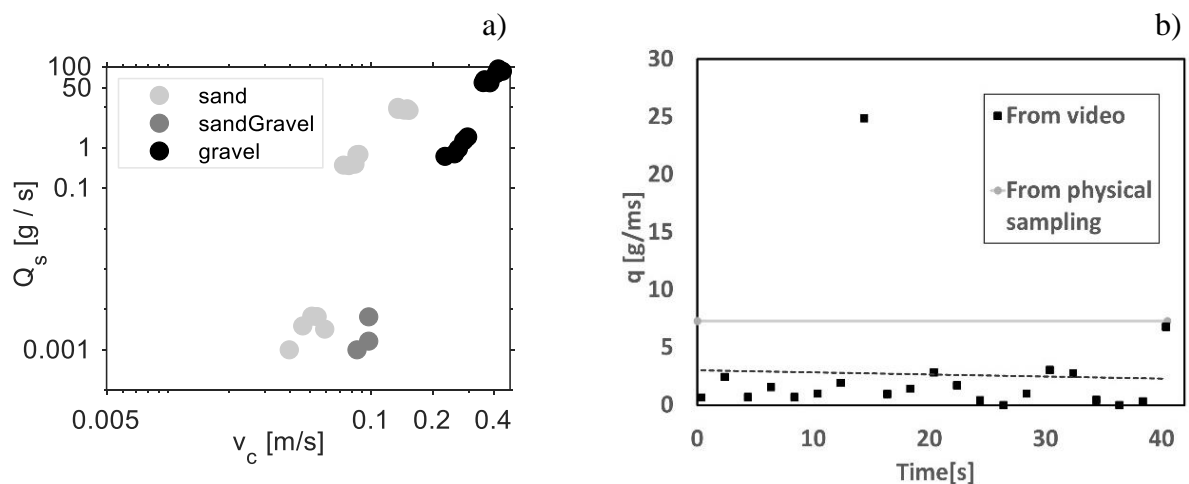 a)
100
50
1
0.1
0.001
Q_s [g / s]
sand
sandGravel
gravel
0.005
0.1
0.2
0.4
v_c [m/s]
b)
30
25
20
15
10
5
0
q [g/ms]
From video
From physical
sampling
0
10
20
30
40
Time[s]